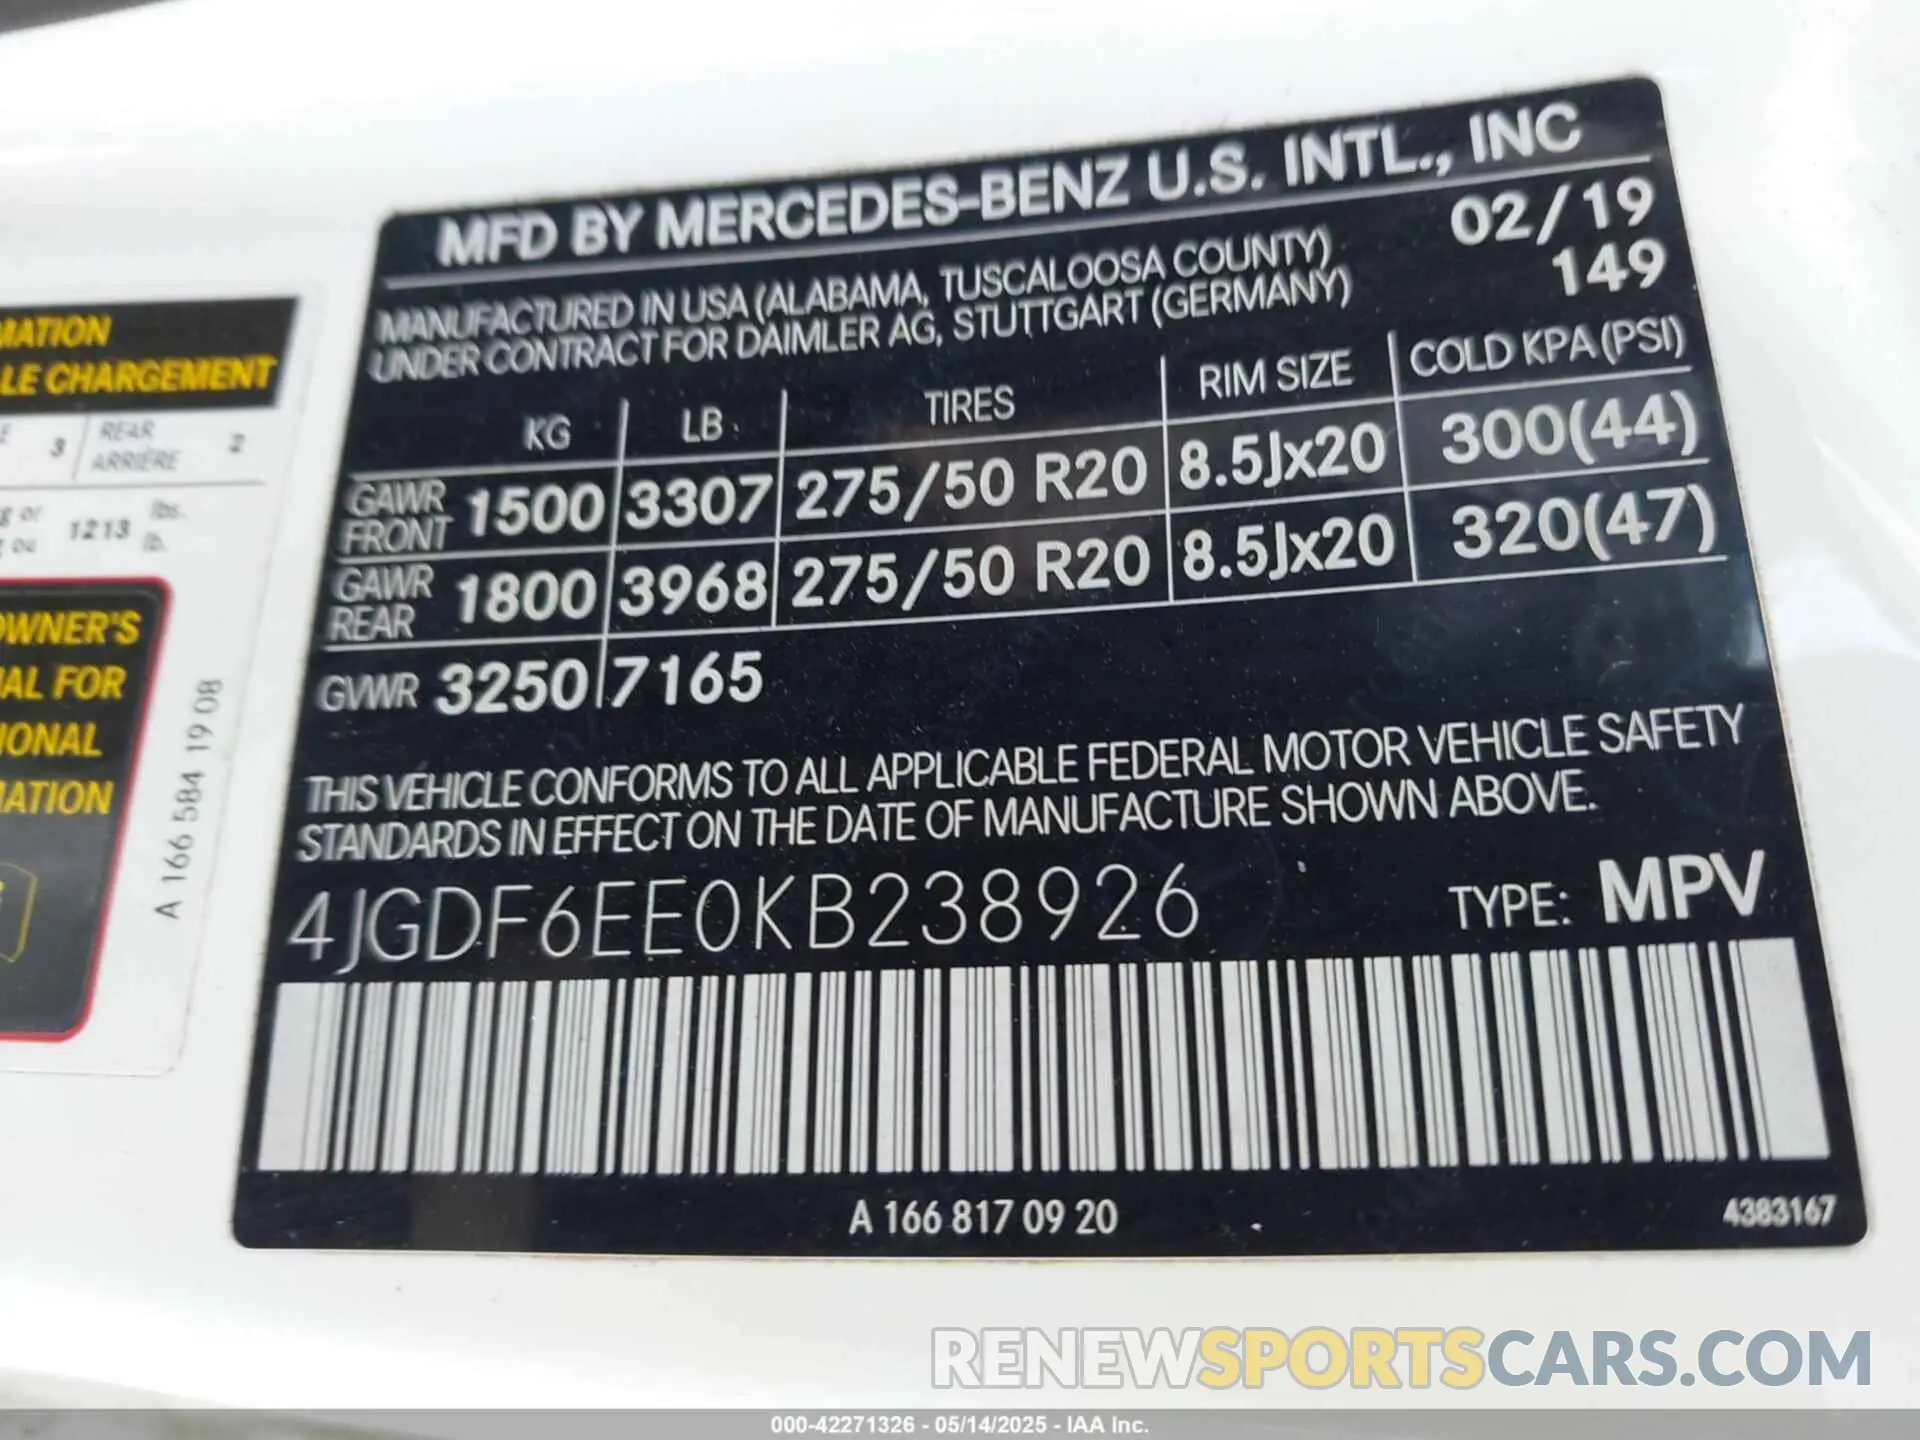 MFD BY MERCEDES-BENZ U.S. INTL., INC
MANUFACTURED IN USA (ALABAMA, TUSCALOOSA COUNTY) 02/19
UNDER CONTRACT FOR DAIMLER AG, STUTTGART (GERMANY) 149
KG LB TIRES RIM SIZE COLD KPA (PSI)
GAWR FRONT 1500 3307 275/50 R20 8.5Jx20 300(44)
GAWR REAR 1800 3968 275/50 R20 8.5Jx20 320(47)
GVWR 3250 7165
THIS VEHICLE CONFORMS TO ALL APPLICABLE FEDERAL MOTOR VEHICLE SAFETY
STANDARDS IN EFFECT ON THE DATE OF MANUFACTURE SHOWN ABOVE.
4JGDF6EE0KB238926 TYPE: MPV
A 166 817 09 20 4383167
MATION
LE CHARGEMENT
E 3 REAR 2
ARRIÈRE
g or 1213 lbs.
g ou lb.
OWNER'S
AL FOR
IONAL
MATION
A 166 584 19 08
RENEWSPORTSCARS.COM
000-42271326 - 05/14/2025 - IAA Inc.